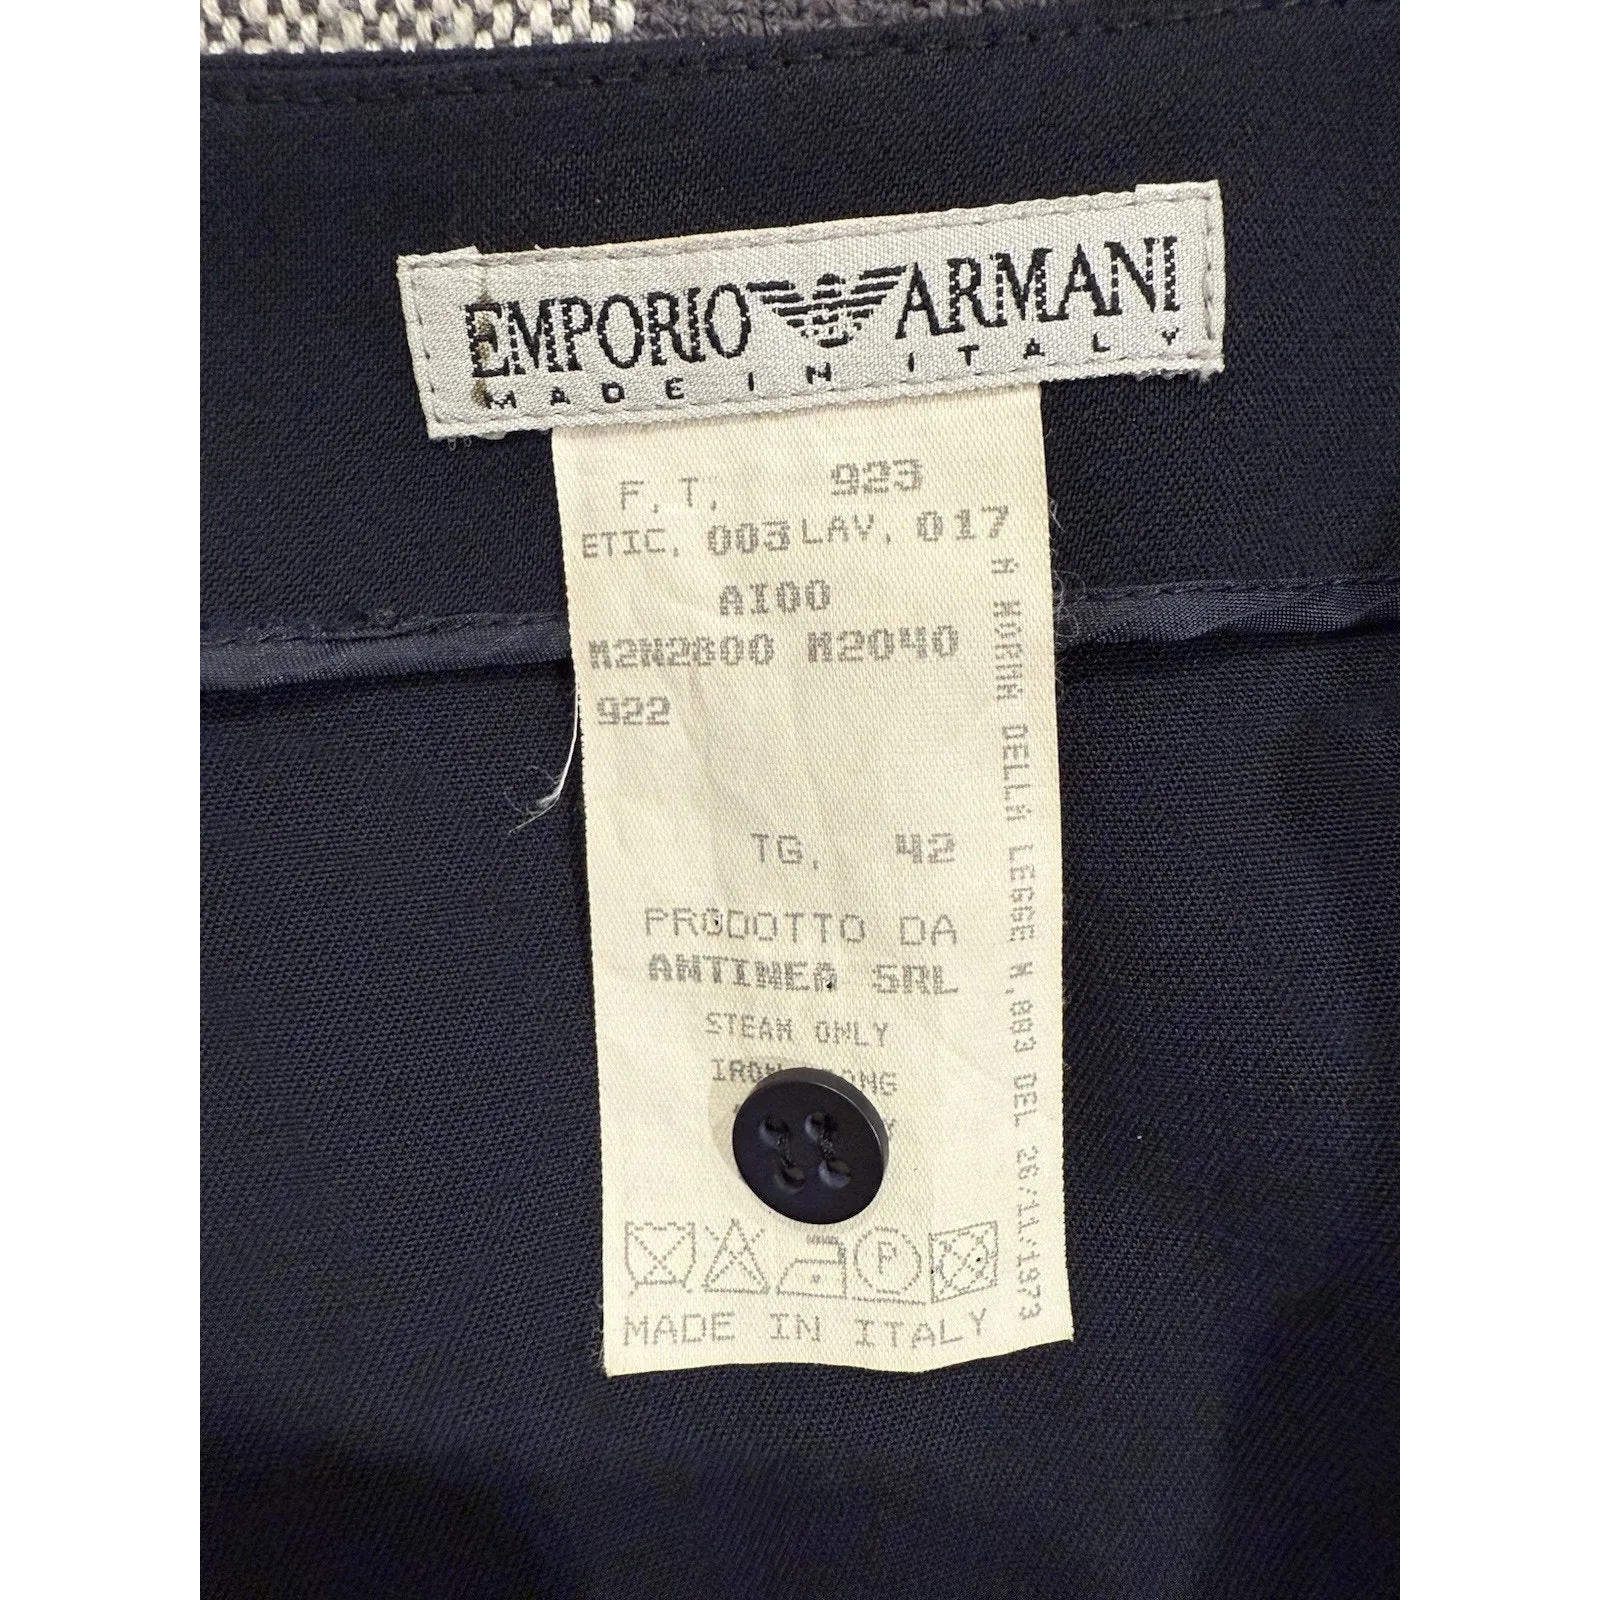 EMPORIO ARMANI
MADE IN ITALY
F.T. 923
ETIC. 003 LAV. 017
AI00
M2N2800 M2040
922
TG. 42
PRODOTTO DA
ANTINEA SRL
STEAM ONLY
IRON
P
MADE IN ITALY
A NORMA DELLA LEGGE N.883 DEL 26/11/1973